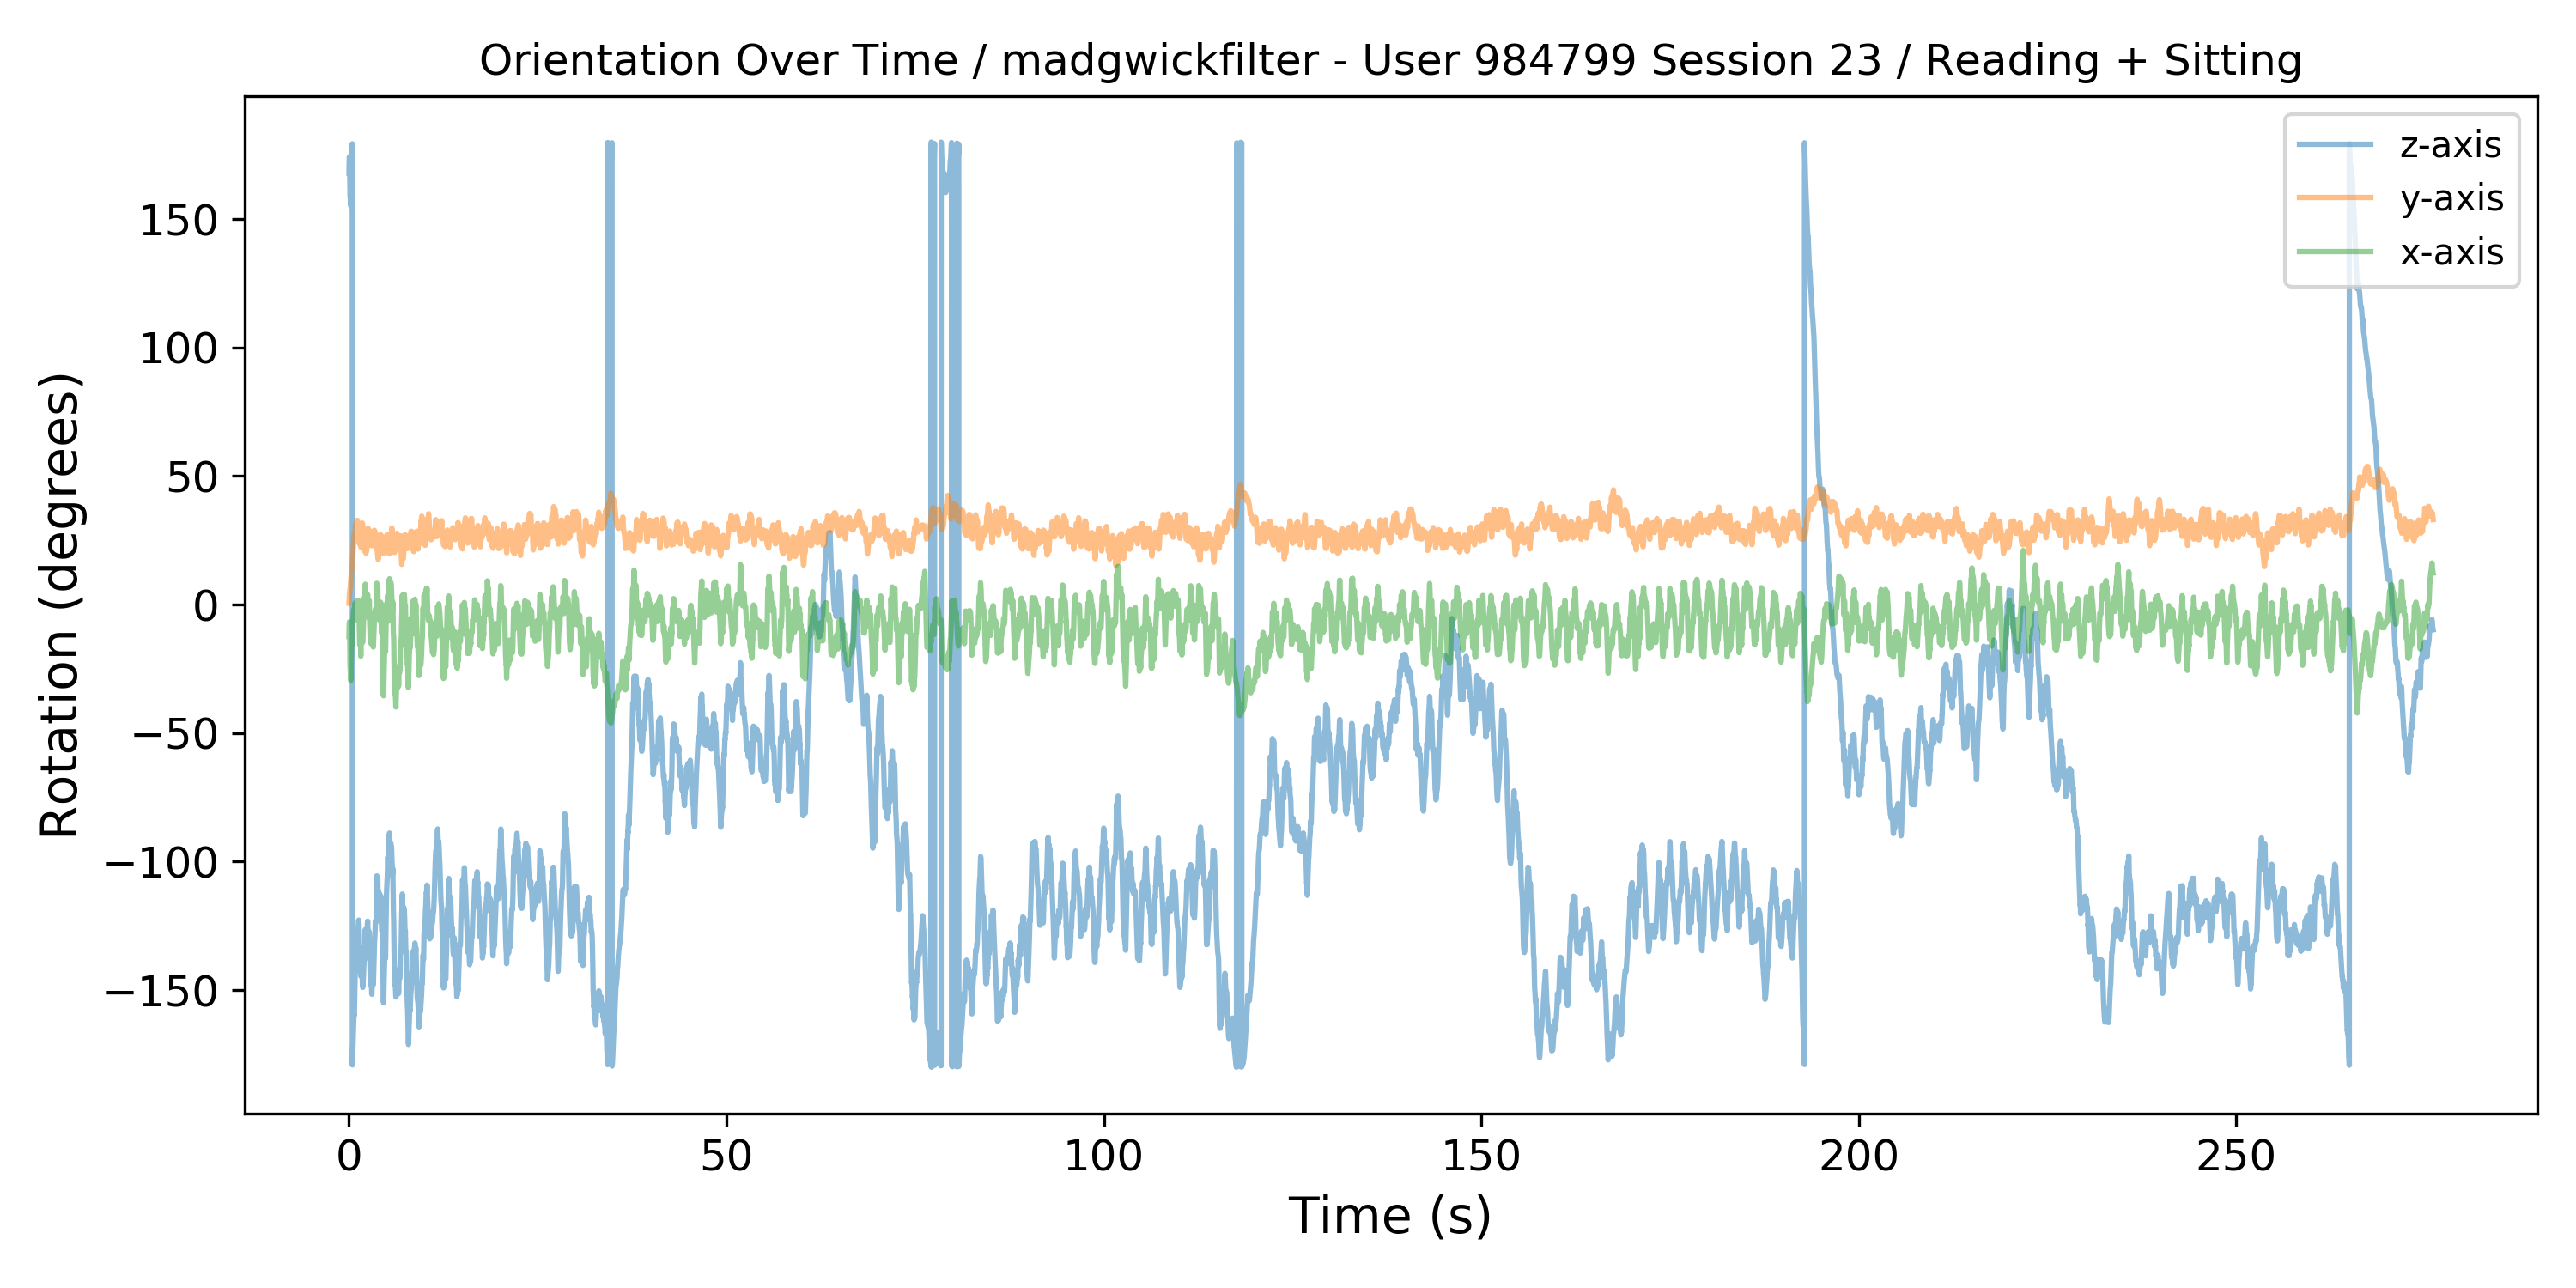 Orientation Over Time / madgwickfilter - User 984799 Session 23 / Reading + Sitting
z-axis
y-axis
x-axis
150
100
50
0
−50
−100
−150
Rotation (degrees)
0 50 100 150 200 250
Time (s)